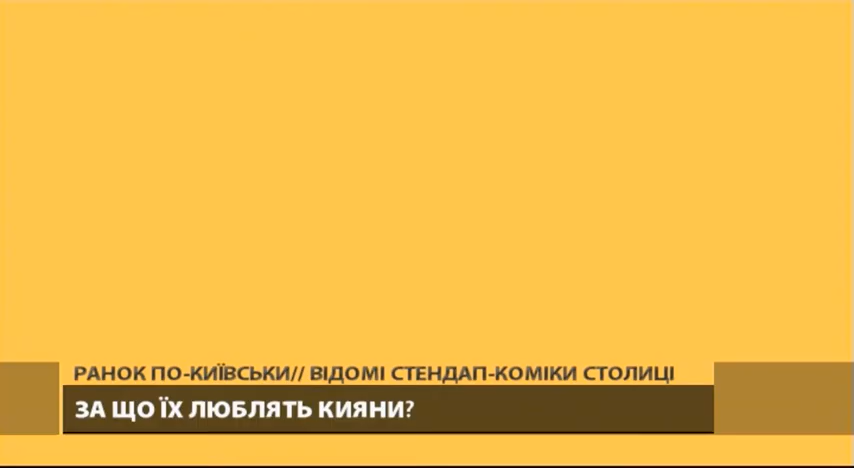 РАНОК ПО-КИЇВСЬКИ// ВІДОМІ СТЕНДАП-КОМІКИ СТОЛИЦІ
ЗА ЩО ЇХ ЛЮБЛЯТЬ КИЯНИ?